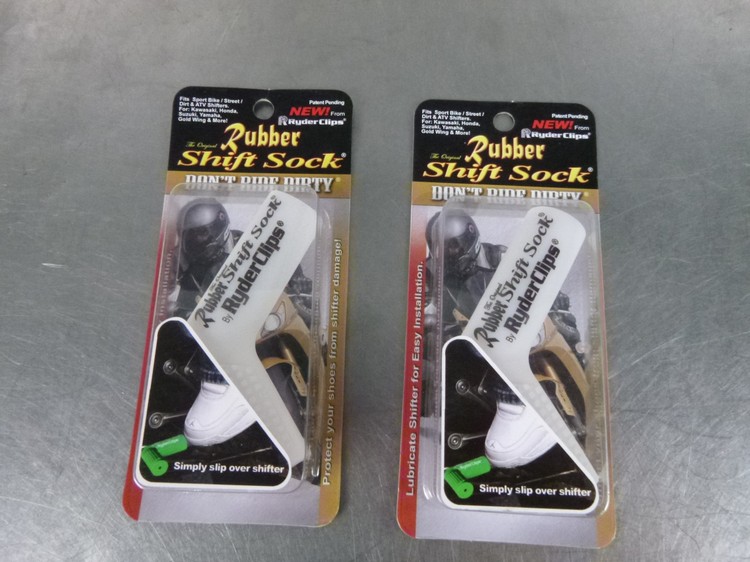 Fits Sport Bike / Street /
Dirt & ATV Shifters.
For: Kawasaki, Honda,
Suzuki, Yamaha,
Gold Wing & More!
Patent Pending
NEW! From
RyderClips®
The Original
Rubber
Shift Sock®
DON'T RIDE DIRTY®
Rubber Shift Sock®
By RyderClips®
Installation.
Protect your shoes from shifter damage!
Simply slip over shifter
Fits Sport Bike / Street /
Dirt & ATV Shifters.
For: Kawasaki, Honda,
Suzuki, Yamaha,
Gold Wing & More!
Patent Pending
NEW! From
RyderClips®
The Original
Rubber
Shift Sock®
DON'T RIDE DIRTY®
The Original
Rubber Shift Sock®
By RyderClips®
Lubricate Shifter for Easy Installation.
Simply slip over shifter